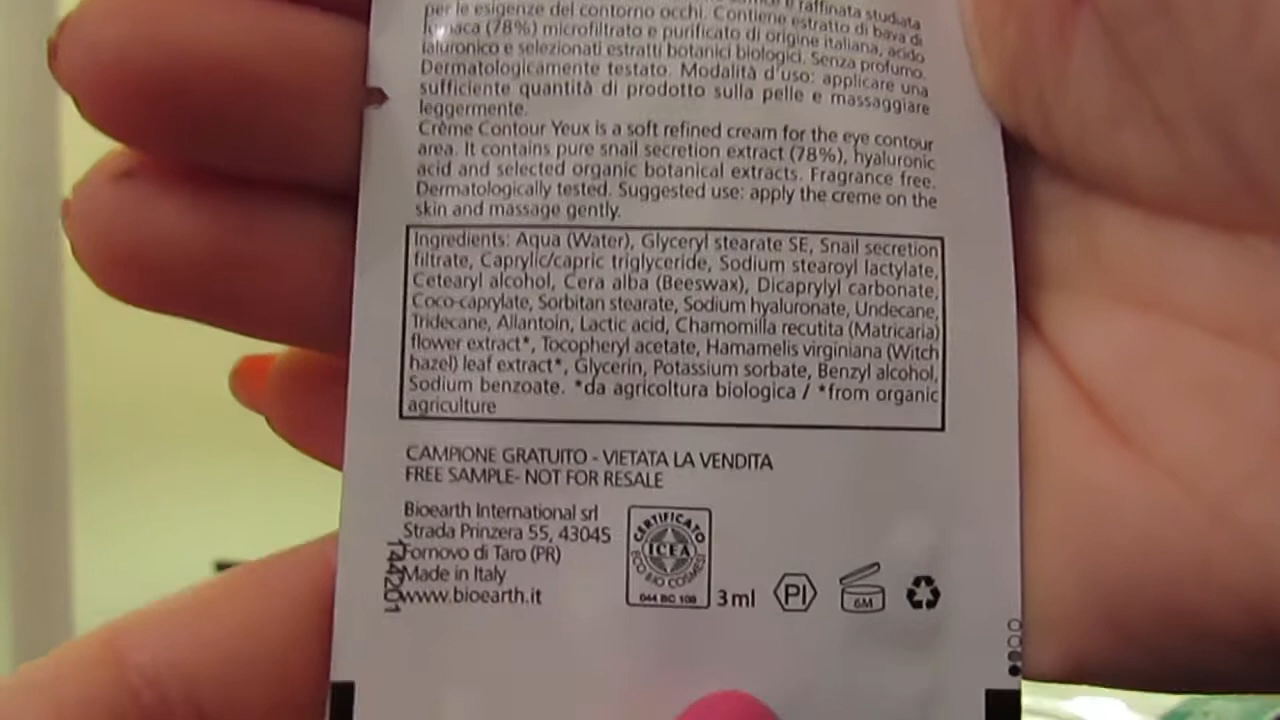 raffinata studiata
per le esigenze del contorno occhi. Contiene estratto di bava di
lumaca (78%) microfiltrato e purificato di origine italiana, acido
ialuronico e selezionati estratti botanici biologici. Senza profumo.
Dermatologicamente testato. Modalità d'uso: applicare una
sufficiente quantità di prodotto sulla pelle e massaggiare
leggermente.
Crème Contour Yeux is a soft refined cream for the eye contour
area. It contains pure snail secretion extract (78%), hyaluronic
acid and selected organic botanical extracts. Fragrance free.
Dermatologically tested. Suggested use: apply the creme on the
skin and massage gently.
Ingredients: Aqua (Water), Glyceryl stearate SE, Snail secretion
filtrate, Caprylic/capric triglyceride, Sodium stearoyl lactylate,
Cetearyl alcohol, Cera alba (Beeswax), Dicaprylyl carbonate,
Coco-caprylate, Sorbitan stearate, Sodium hyaluronate, Undecane,
Tridecane, Allantoin, Lactic acid, Chamomilla recutita (Matricaria)
flower extract*, Tocopheryl acetate, Hamamelis virginiana (Witch
hazel) leaf extract*, Glycerin, Potassium sorbate, Benzyl alcohol,
Sodium benzoate. *da agricoltura biologica / *from organic
agriculture
CAMPIONE GRATUITO - VIETATA LA VENDITA
FREE SAMPLE- NOT FOR RESALE
Bioearth International srl
Strada Prinzera 55, 43045
Fornovo di Taro (PR)
Made in Italy
www.bioearth.it
144201
CERTIFICATO
ICEA
ECO BIO COSMESI
044 BC 108
3ml
PI
6M